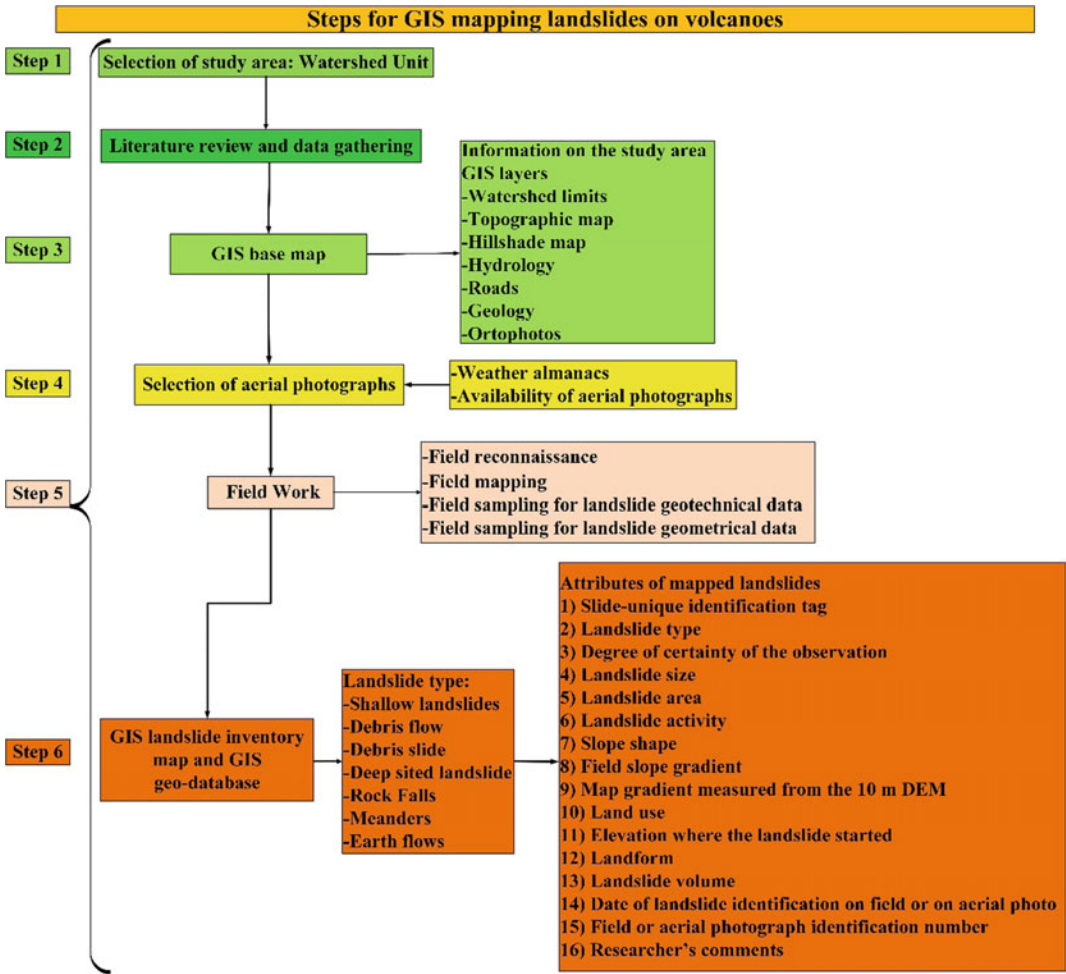 Steps for GIS mapping landslides on volcanoes
Step 1
Selection of study area: Watershed Unit
Step 2
Literature review and data gathering
Information on the study area
GIS layers
-Watershed limits
-Topographic map
-Hillshade map
-Hydrology
-Roads
-Geology
-Ortophotos
Step 3
GIS base map
Step 4
Selection of aerial photographs
-Weather almanacs
-Availability of aerial photographs
Step 5
Field Work
-Field reconnaissance
-Field mapping
-Field sampling for landslide geotechnical data
-Field sampling for landslide geometrical data
Step 6
GIS landslide inventory
map and GIS
geo-database
Landslide type:
-Shallow landslides
-Debris flow
-Debris slide
-Deep sited landslide
-Rock Falls
-Meanders
-Earth flows
Attributes of mapped landslides
1) Slide-unique identification tag
2) Landslide type
3) Degree of certainty of the observation
4) Landslide size
5) Landslide area
6) Landslide activity
7) Slope shape
8) Field slope gradient
9) Map gradient measured from the 10 m DEM
10) Land use
11) Elevation where the landslide started
12) Landform
13) Landslide volume
14) Date of landslide identification on field or on aerial photo
15) Field or aerial photograph identification number
16) Researcher's comments